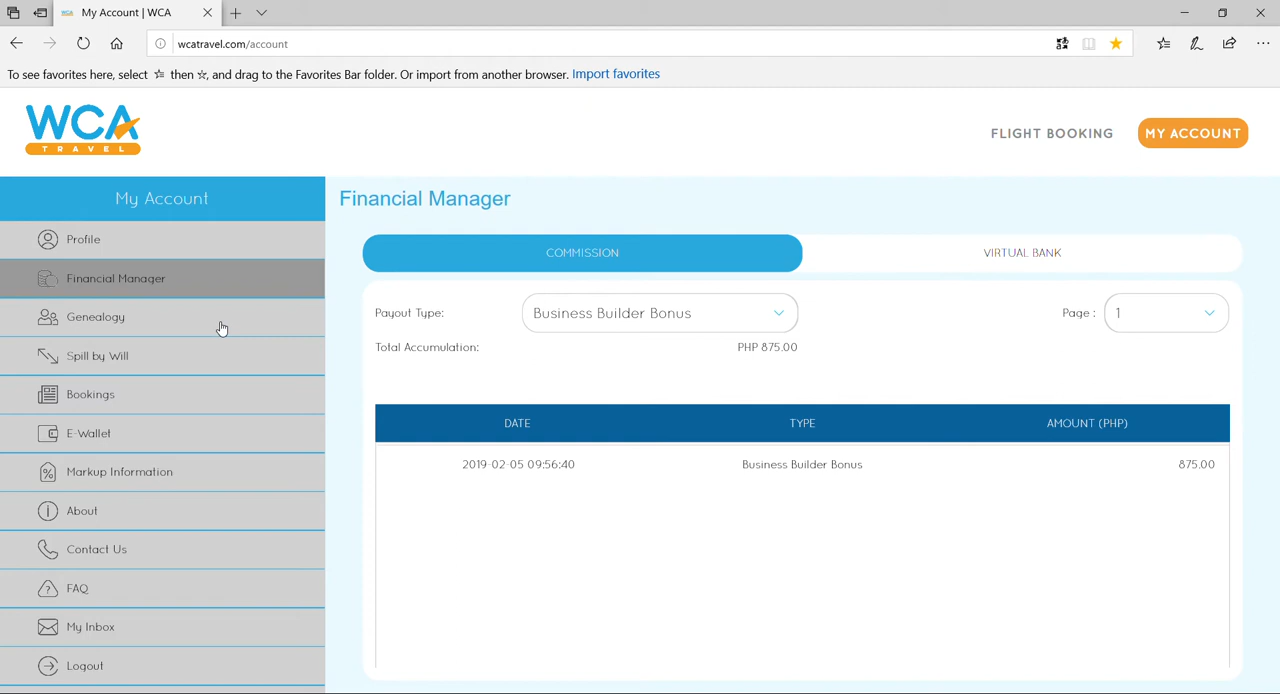 My Account | WCA
wcatravel.com/account
To see favorites here, select ☆ then ☆, and drag to the Favorites Bar folder. Or import from another browser. Import favorites
WCA
TRAVEL
FLIGHT BOOKING
MY ACCOUNT
My Account
Profile
Financial Manager
Genealogy
Spill by Will
Bookings
E-Wallet
Markup Information
About
Contact Us
FAQ
My Inbox
Logout
Financial Manager
COMMISSION
VIRTUAL BANK
Payout Type:
Business Builder Bonus
Page :
1
Total Accumulation:
PHP 875.00
DATE
TYPE
AMOUNT (PHP)
2019-02-05 09:56:40
Business Builder Bonus
875.00